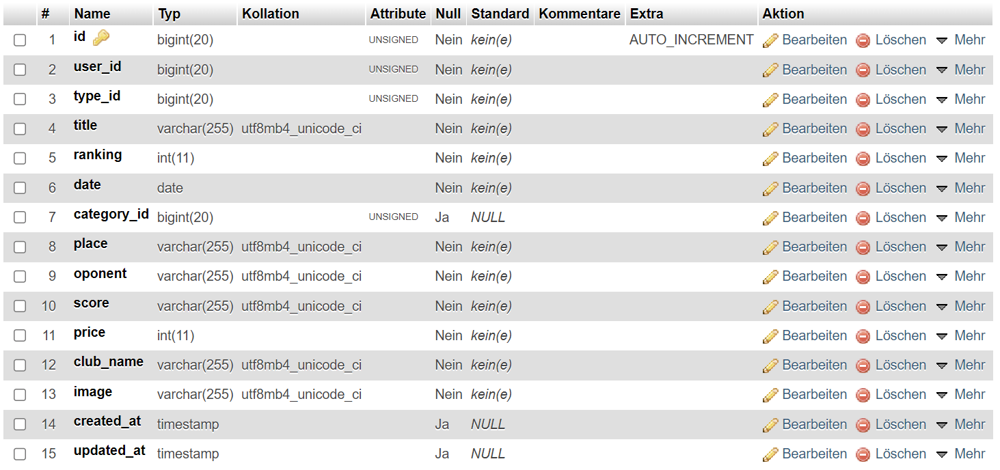 # Name Typ Kollation Attribute Null Standard Kommentare Extra Aktion
1 id bigint(20) UNSIGNED Nein kein(e) AUTO_INCREMENT Bearbeiten Löschen Mehr
2 user_id bigint(20) UNSIGNED Nein kein(e) Bearbeiten Löschen Mehr
3 type_id bigint(20) UNSIGNED Nein kein(e) Bearbeiten Löschen Mehr
4 title varchar(255) utf8mb4_unicode_ci Nein kein(e) Bearbeiten Löschen Mehr
5 ranking int(11) Nein kein(e) Bearbeiten Löschen Mehr
6 date date Nein kein(e) Bearbeiten Löschen Mehr
7 category_id bigint(20) UNSIGNED Ja NULL Bearbeiten Löschen Mehr
8 place varchar(255) utf8mb4_unicode_ci Nein kein(e) Bearbeiten Löschen Mehr
9 oponent varchar(255) utf8mb4_unicode_ci Nein kein(e) Bearbeiten Löschen Mehr
10 score varchar(255) utf8mb4_unicode_ci Nein kein(e) Bearbeiten Löschen Mehr
11 price int(11) Nein kein(e) Bearbeiten Löschen Mehr
12 club_name varchar(255) utf8mb4_unicode_ci Nein kein(e) Bearbeiten Löschen Mehr
13 image varchar(255) utf8mb4_unicode_ci Nein kein(e) Bearbeiten Löschen Mehr
14 created_at timestamp Ja NULL Bearbeiten Löschen Mehr
15 updated_at timestamp Ja NULL Bearbeiten Löschen Mehr